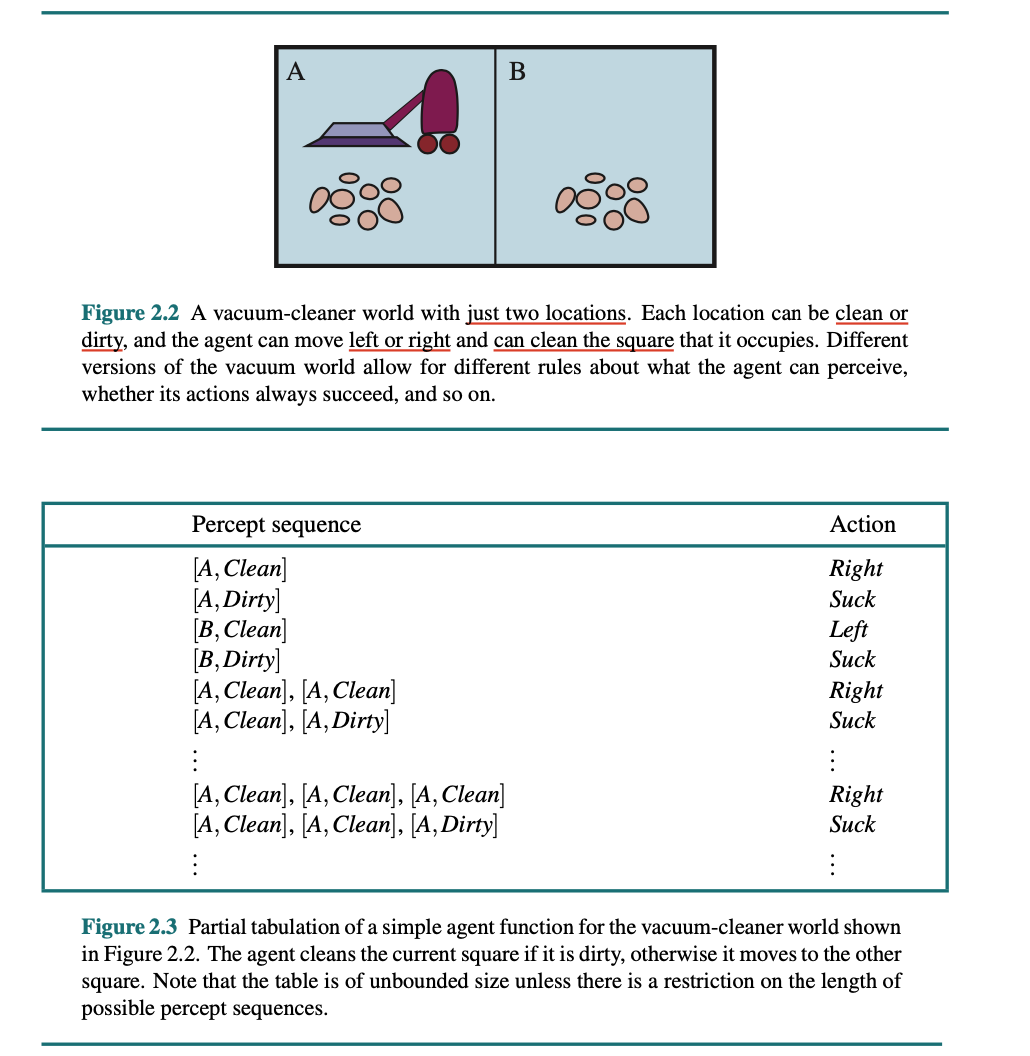 A
B
Figure 2.2 A vacuum-cleaner world with just two locations. Each location can be clean or
dirty, and the agent can move left or right and can clean the square that it occupies. Different
versions of the vacuum world allow for different rules about what the agent can perceive,
whether its actions always succeed, and so on.
Percept sequence Action
[A, Clean] Right
[A, Dirty] Suck
[B, Clean] Left
[B, Dirty] Suck
[A, Clean], [A, Clean] Right
[A, Clean], [A, Dirty] Suck
⋮ ⋮
[A, Clean], [A, Clean], [A, Clean] Right
[A, Clean], [A, Clean], [A, Dirty] Suck
⋮ ⋮
Figure 2.3 Partial tabulation of a simple agent function for the vacuum-cleaner world shown
in Figure 2.2. The agent cleans the current square if it is dirty, otherwise it moves to the other
square. Note that the table is of unbounded size unless there is a restriction on the length of
possible percept sequences.